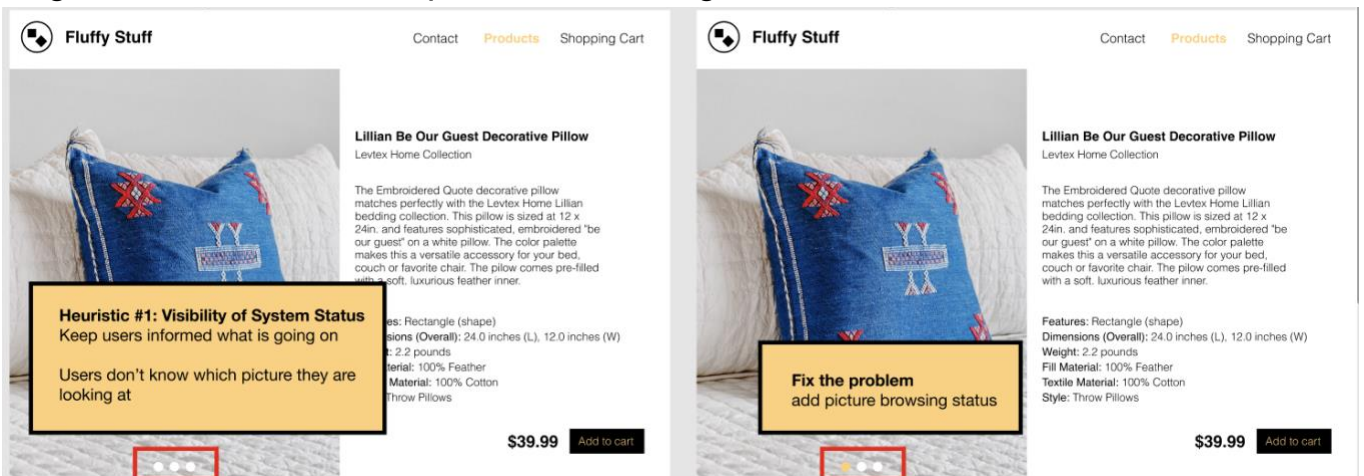 Fluffy Stuff
Contact Products Shopping Cart
Lillian Be Our Guest Decorative Pillow
Levtex Home Collection
The Embroidered Quote decorative pillow
matches perfectly with the Levtex Home Lillian
bedding collection. This pillow is sized at 12 x
24in. and features sophisticated, embroidered "be
our guest" on a white pillow. The color palette
makes this a versatile accessory for your bed,
couch or favorite chair. The pilow comes pre-filled
with a soft. luxurious feather inner.
Heuristic #1: Visibility of System Status
Keep users informed what is going on
Users don't know which picture they are
looking at
Rectangle (shape)
(Overall): 24.0 inches (L), 12.0 inches (W)
2.2 pounds
100% Feather
Material: 100% Cotton
Throw Pillows
$39.99 Add to cart
Fluffy Stuff
Contact Products Shopping Cart
Lillian Be Our Guest Decorative Pillow
Levtex Home Collection
The Embroidered Quote decorative pillow
matches perfectly with the Levtex Home Lillian
bedding collection. This pillow is sized at 12 x
24in. and features sophisticated, embroidered "be
our guest" on a white pillow. The color palette
makes this a versatile accessory for your bed,
couch or favorite chair. The pilow comes pre-filled
with a soft. luxurious feather inner.
Fix the problem
add picture browsing status
Features: Rectangle (shape)
Dimensions (Overall): 24.0 inches (L), 12.0 inches (W)
Weight: 2.2 pounds
Fill Material: 100% Feather
Textile Material: 100% Cotton
Style: Throw Pillows
$39.99 Add to cart